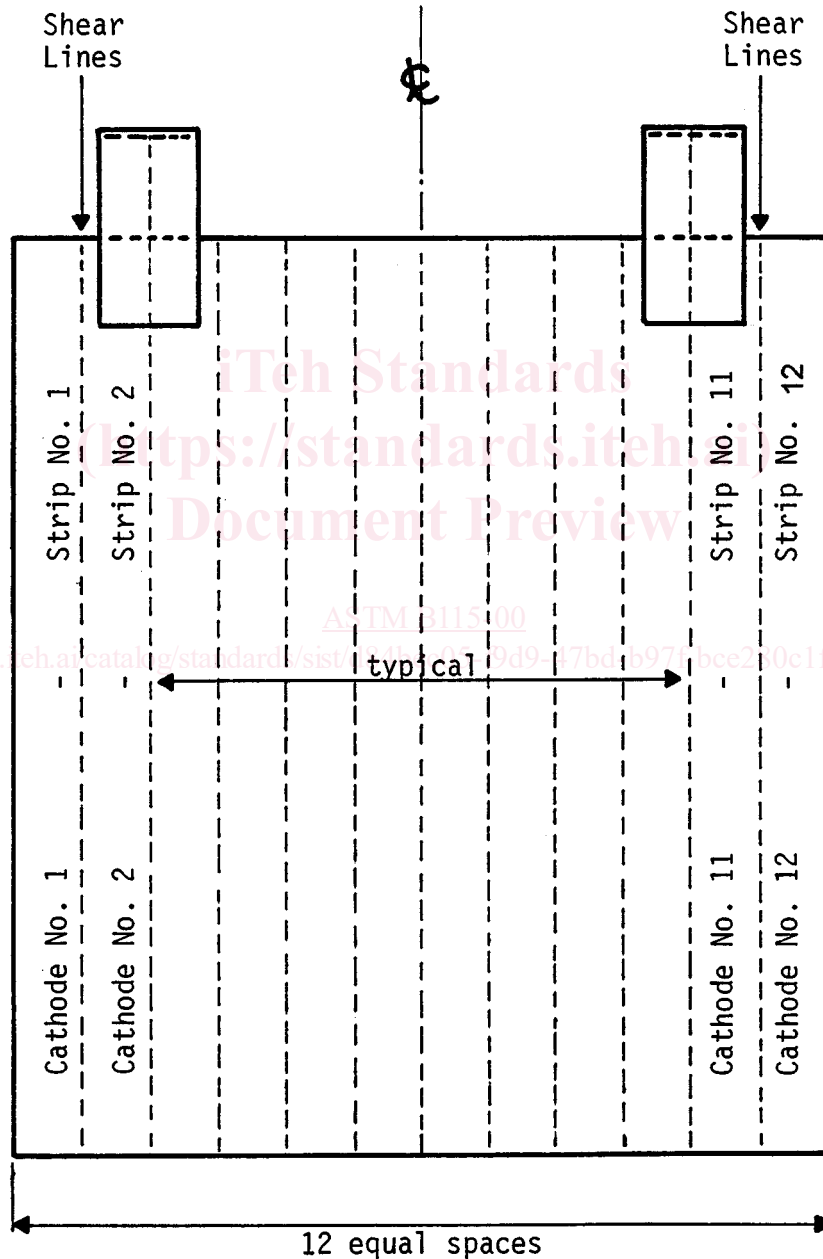 Shear
Lines
Shear
Lines
℄
iTeh Standards
(https://standards.iteh.ai)
Document Preview
ASTM B115-00
Strip No. 1
Strip No. 2
Strip No. 11
Strip No. 12
-
-
typical
-
-
Cathode No. 1
Cathode No. 2
Cathode No. 11
Cathode No. 12
12 equal spaces